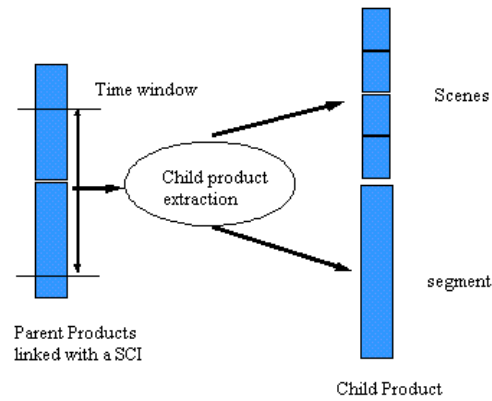 Time window
Scenes
Child product
extraction
segment
Parent Products
linked with a SCI
Child Product